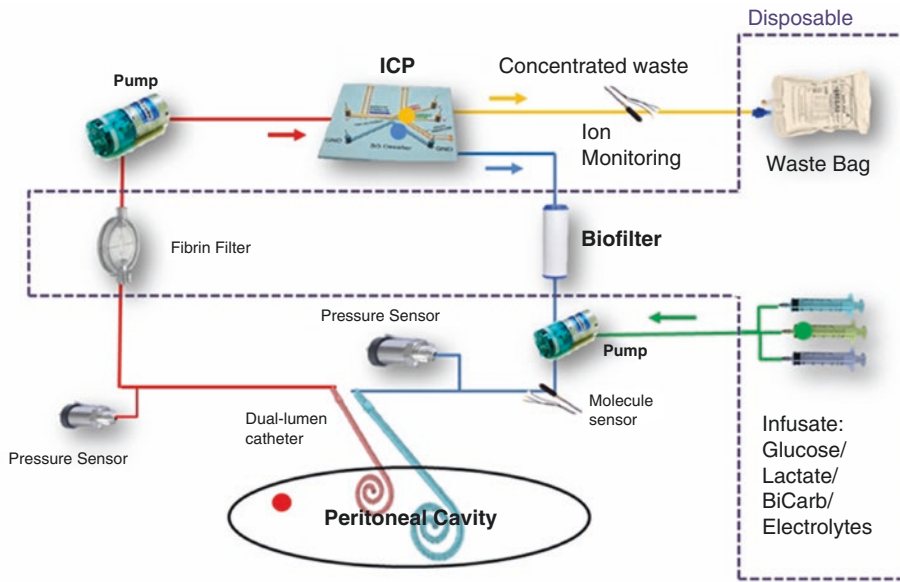 Disposable
Pump
ICP
Concentrated waste
Ion
Monitoring
Waste Bag
Fibrin Filter
Biofilter
Pressure Sensor
Pump
Molecule
sensor
Dual-lumen
catheter
Pressure Sensor
Infusate:
Glucose/
Lactate/
BiCarb/
Electrolytes
Peritoneal Cavity